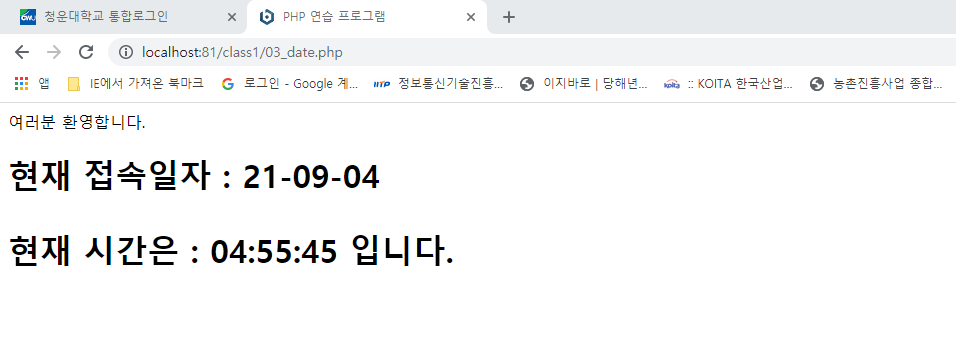 청운대학교 통합로그인
PHP 연습 프로그램
localhost:81/class1/03_date.php
앱 IE에서 가져온 북마크 로그인 - Google 계... IITP 정보통신기술진흥... 이지바로 | 당해년... koita :: KOITA 한국산업... 농촌진흥사업 종합...
여러분 환영합니다.
현재 접속일자 : 21-09-04
현재 시간은 : 04:55:45 입니다.